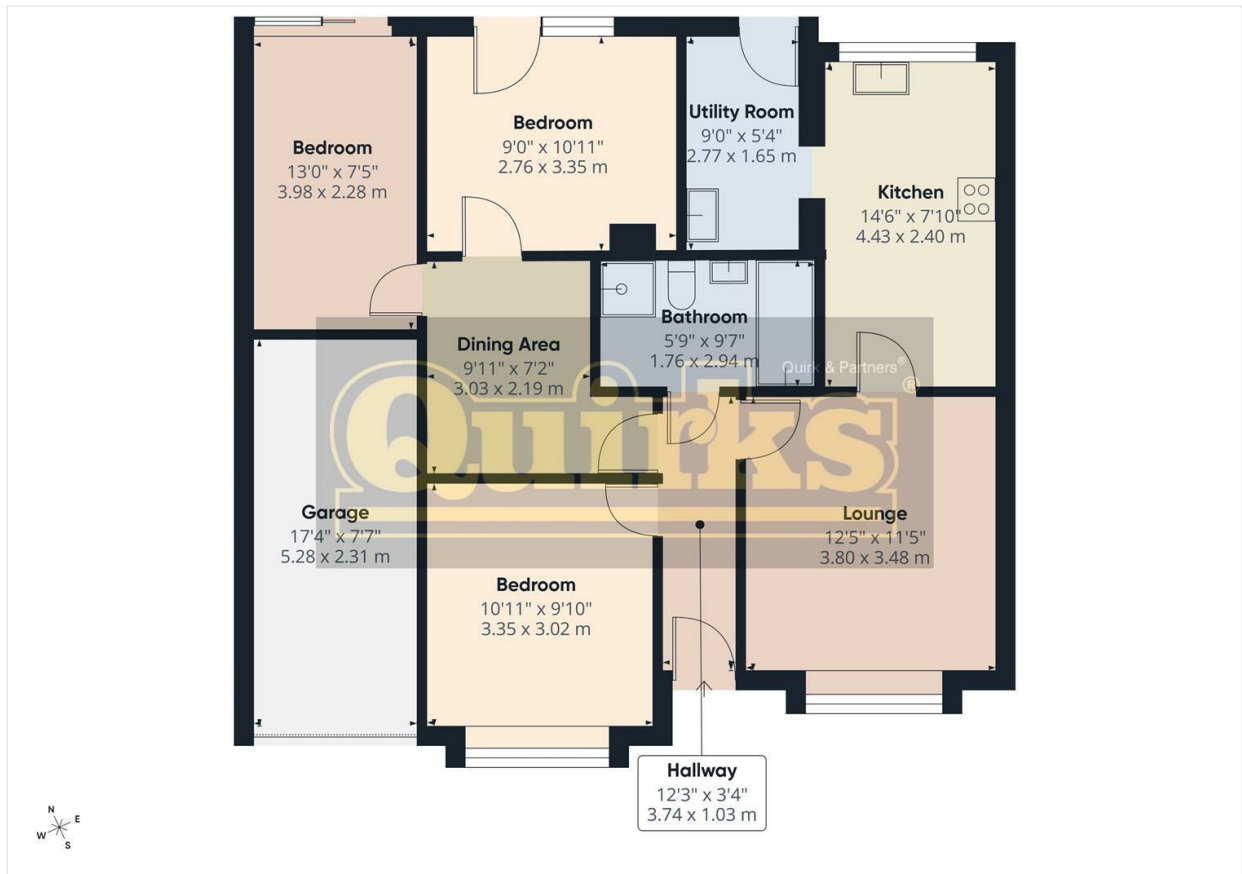 Bedroom
13'0" x 7'5"
3.98 x 2.28 m
Bedroom
9'0" x 10'11"
2.76 x 3.35 m
Utility Room
9'0" x 5'4"
2.77 x 1.65 m
Kitchen
14'6" x 7'10"
4.43 x 2.40 m
Dining Area
9'11" x 7'2"
3.03 x 2.19 m
Bathroom
5'9" x 9'7"
1.76 x 2.94 m
Quirk & Partners®
Quirks®
Garage
17'4" x 7'7"
5.28 x 2.31 m
Lounge
12'5" x 11'5"
3.80 x 3.48 m
Bedroom
10'11" x 9'10"
3.35 x 3.02 m
Hallway
12'3" x 3'4"
3.74 x 1.03 m
N
E
W
S